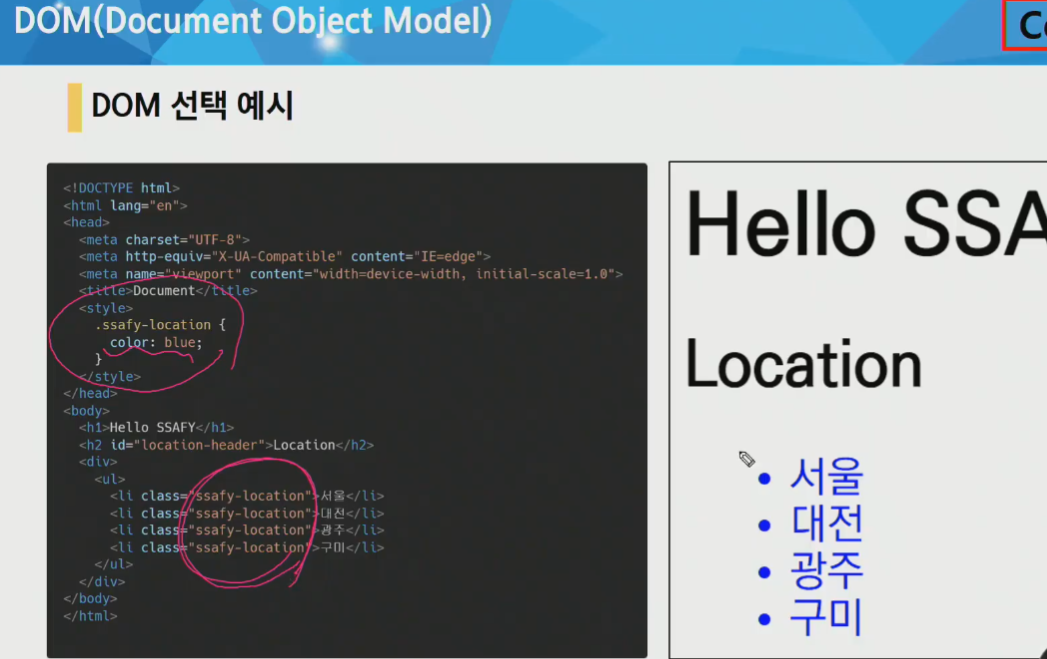 DOM(Document Object Model)
DOM 선택 예시
<!DOCTYPE html>
<html lang="en">
<head>
<meta charset="UTF-8">
<meta http-equiv="X-UA-Compatible" content="IE=edge">
<meta name="viewport" content="width=device-width, initial-scale=1.0">
<title>Document</title>
<style>
.ssafy-location {
color: blue;
}
</style>
</head>
<body>
<h1>Hello SSAFY</h1>
<h2 id="location-header">Location</h2>
<div>
<ul>
<li class="ssafy-location">서울</li>
<li class="ssafy-location">대전</li>
<li class="ssafy-location">광주</li>
<li class="ssafy-location">구미</li>
</ul>
</div>
</body>
</html>
Hello SSA
Location
• 서울
• 대전
• 광주
• 구미